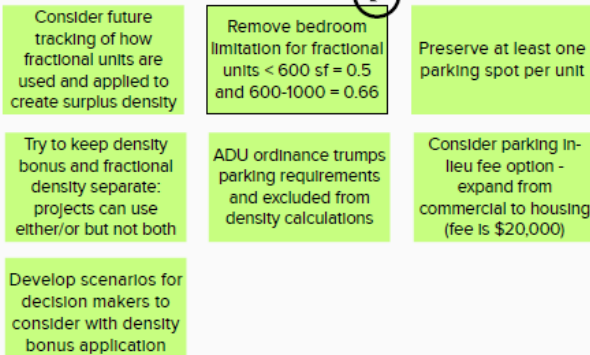 Consider future
tracking of how
fractional units are
used and applied to
create surplus density
Remove bedroom
limitation for fractional
units < 600 sf = 0.5
and 600-1000 = 0.66
Preserve at least one
parking spot per unit
Try to keep density
bonus and fractional
density separate:
projects can use
either/or but not both
ADU ordinance trumps
parking requirements
and excluded from
density calculations
Consider parking in-
lieu fee option -
expand from
commercial to housing
(fee is $20,000)
Develop scenarios for
decision makers to
consider with density
bonus application